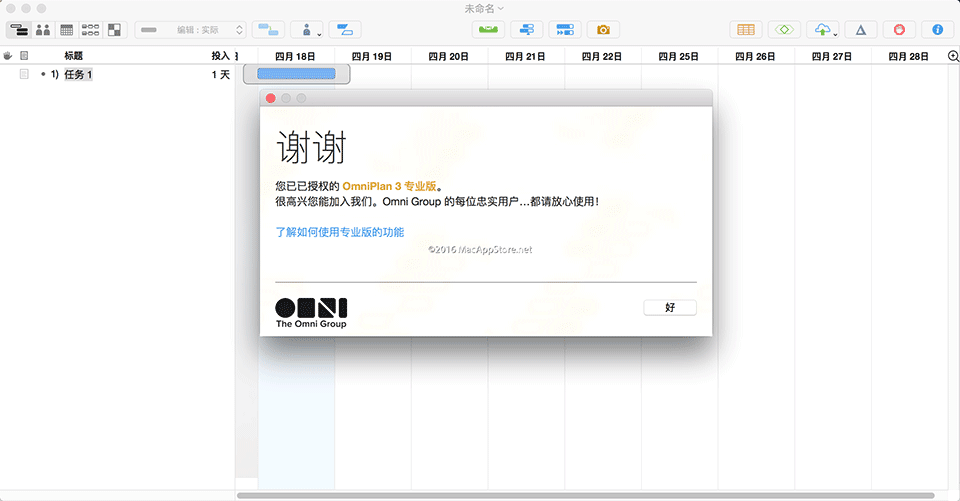 未命名
编辑：实际
标题
投入
四月 18日
四月 19日
四月 20日
四月 21日
四月 22日
四月 25日
四月 26日
四月 27日
四月 28日
1) 任务 1
1 天
谢谢
您已已授权的 OmniPlan 3 专业版。
很高兴您能加入我们。Omni Group 的每位忠实用户…都请放心使用！
了解如何使用专业版的功能
©2016 MacAppStore.net
OMNI
The Omni Group
好